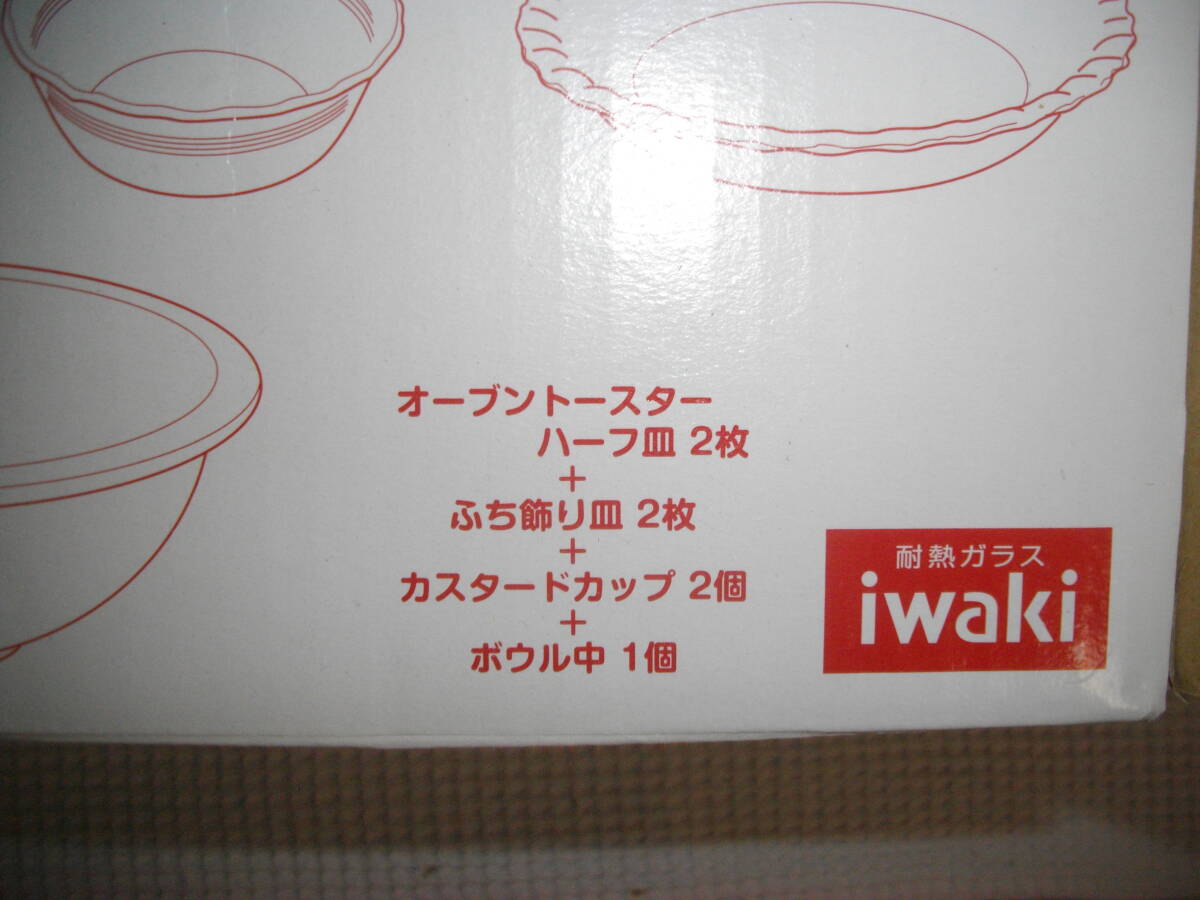 オーブントースター
ハーフ皿 2枚
+
ふち飾り皿 2枚
+
カスタードカップ 2個
+
ボウル中 1個
耐熱ガラス
iwaki